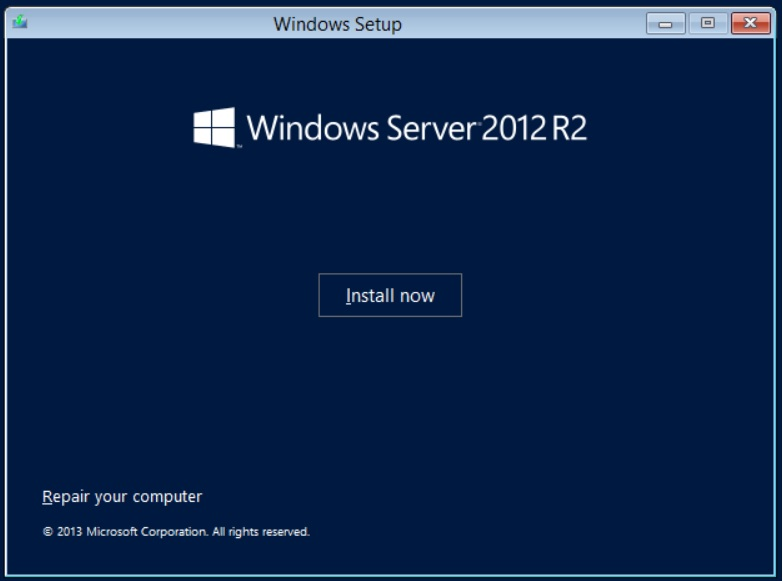 Windows Setup
Windows Server 2012 R2
Install now
Repair your computer
© 2013 Microsoft Corporation. All rights reserved.